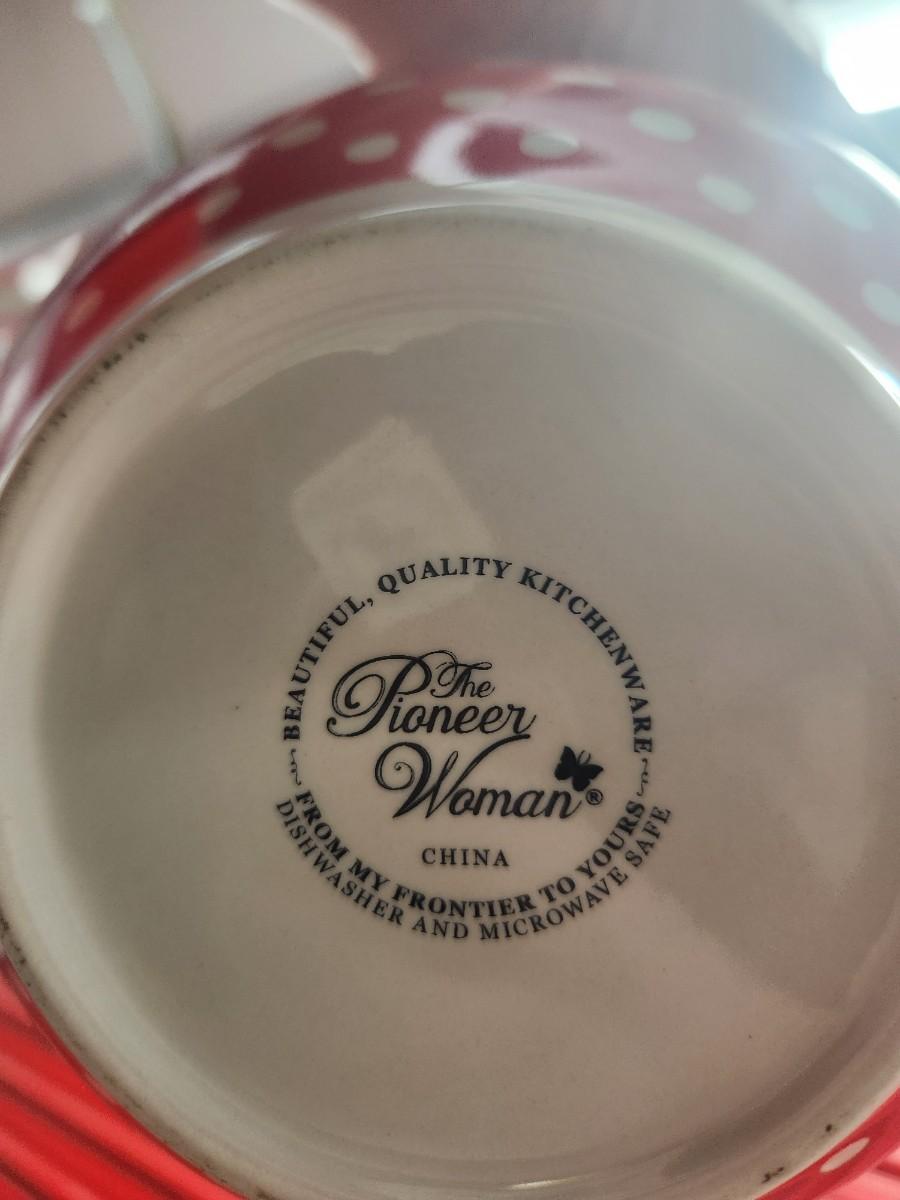 BEAUTIFUL, QUALITY KITCHENWARE
The
Pioneer
Woman®
CHINA
FROM MY FRONTIER TO YOURS
DISHWASHER AND MICROWAVE SAFE